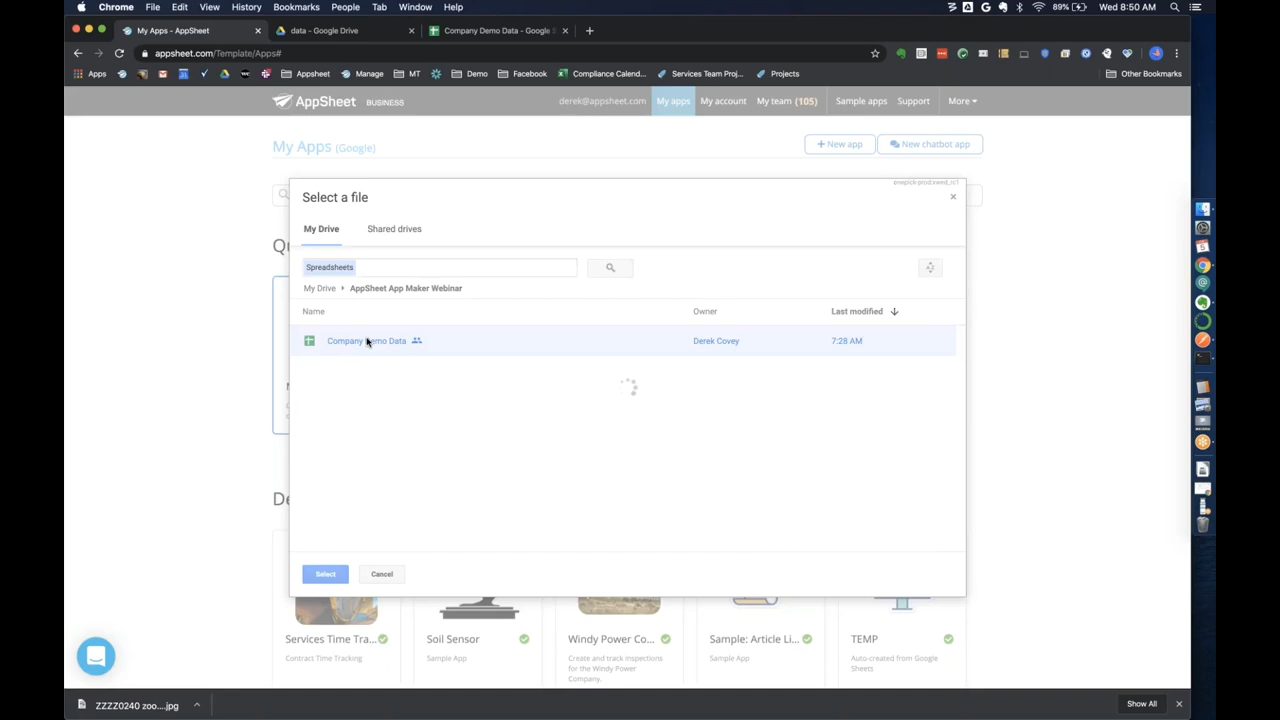 Chrome File Edit View History Bookmarks People Tab Window Help 89% Wed 8:50 AM
My Apps - AppSheet data - Google Drive Company Demo Data - Google
appsheet.com/Template/Apps#
Apps Appsheet Manage MT Demo Facebook Compliance Calend... Services Team Proj... Projects Other Bookmarks
AppSheet BUSINESS derek@appsheet.com My apps My account My team (105) Sample apps Support More
My Apps (Google) + New app New chatbot app
Select a file
My Drive Shared drives
Spreadsheets
My Drive AppSheet App Maker Webinar
Name Owner Last modified
Company Demo Data Derek Covey 7:28 AM
Select Cancel
Services Time Tra... Soil Sensor Windy Power Co... Sample: Article Li... TEMP
Contract Time Tracking Sample App Create and track inspections Sample App Auto-created from Google
for the Windy Power Sheets
Company.
ZZZZ0240 zoo....jpg Show All